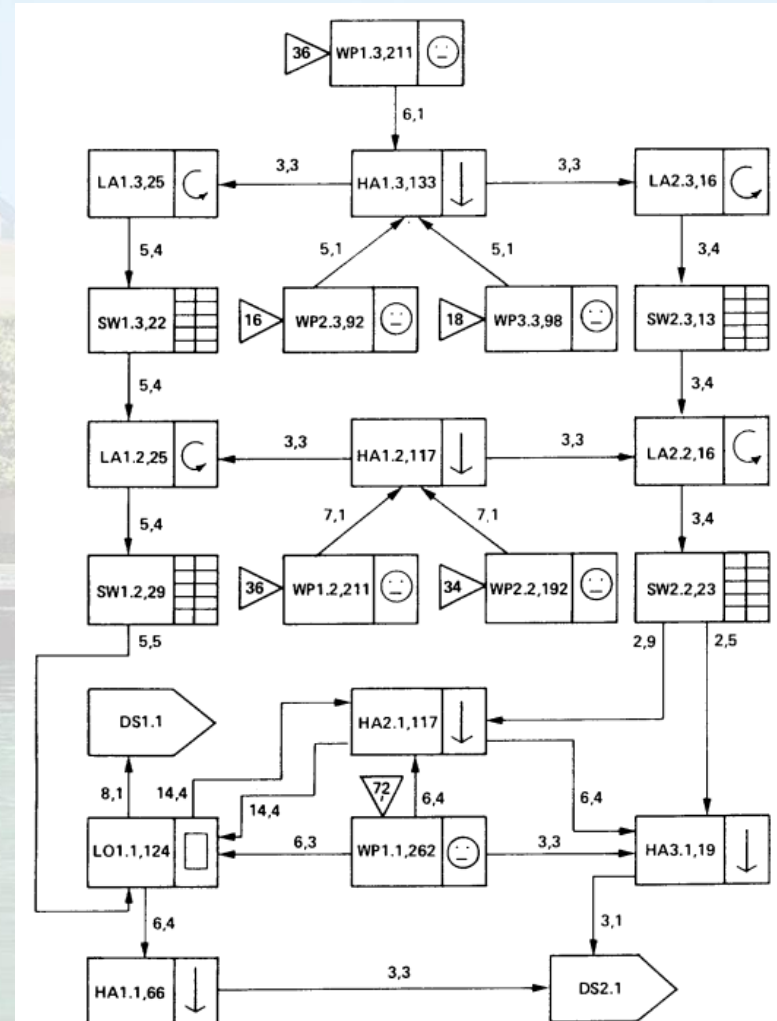 36 WP1.3,211
6,1
LA1.3,25 3,3 HA1.3,133 3,3 LA2.3,16
5,4 5,1 5,1 3,4
SW1.3,22 16 WP2.3,92 18 WP3.3,98 SW2.3,13
5,4 3,4
LA1.2,25 3,3 HA1.2,117 3,3 LA2.2,16
5,4 7,1 7,1 3,4
SW1.2,29 36 WP1.2,211 34 WP2.2,192 SW2.2,23
5,5 2,9 2,5
DS1.1 HA2.1,117
8,1 14,4 14,4 72 6,4 6,4
LO1.1,124 6,3 WP1.1,262 3,3 HA3.1,19
6,4 3,1
HA1.1,66 3,3 DS2.1